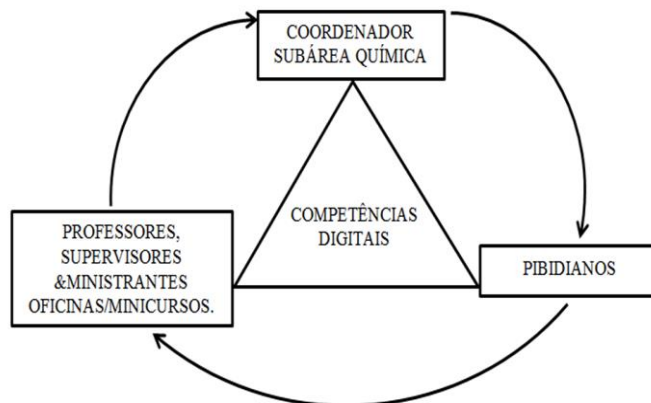 COORDENADOR
SUBÁREA QUÍMICA
COMPETÊNCIAS
DIGITAIS
PROFESSORES,
SUPERVISORES
&MINISTRANTES
OFICINAS/MINICURSOS.
PIBIDIANOS